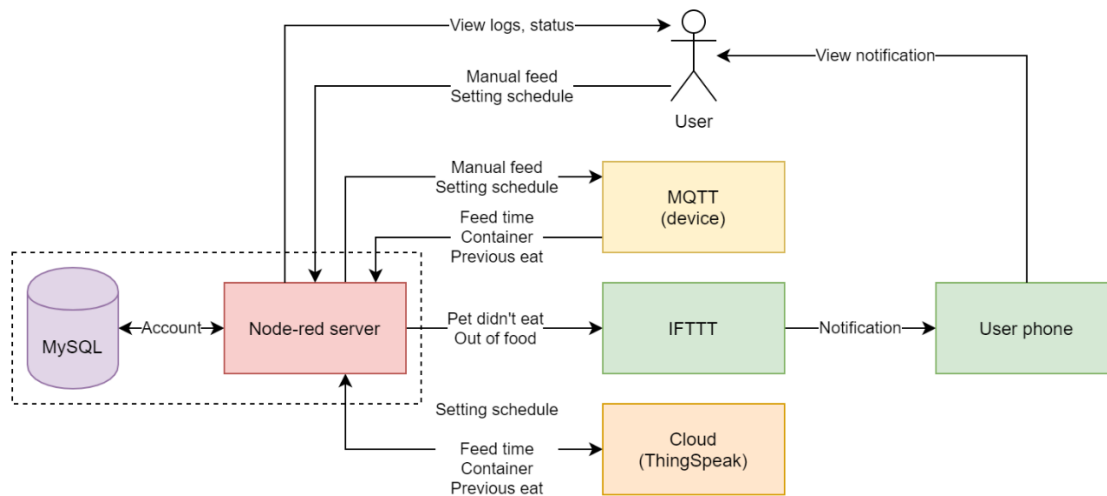 View logs, status
View notification
Manual feed
Setting schedule
User
Manual feed
Setting schedule
MQTT
(device)
Feed time
Container
Previous eat
MySQL
Account
Node-red server
Pet didn't eat
Out of food
IFTTT
Notification
User phone
Setting schedule
Feed time
Container
Previous eat
Cloud
(ThingSpeak)